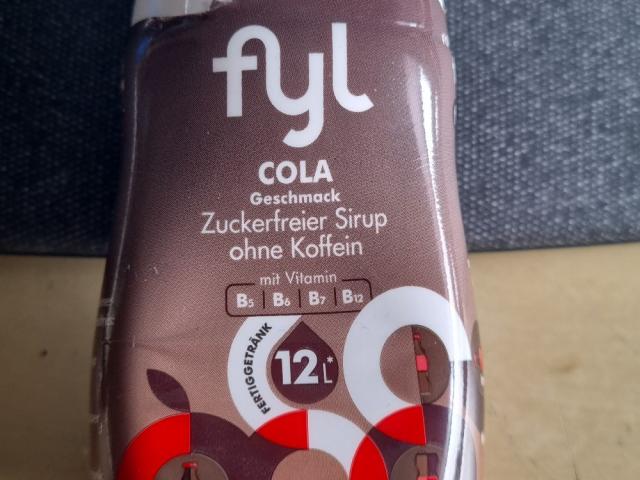 fyl
COLA
Geschmack
Zuckerfreier Sirup
ohne Koffein
mit Vitamin
B5 | B6 | B7 | B12
FERTIGGETRÄNK
12L*